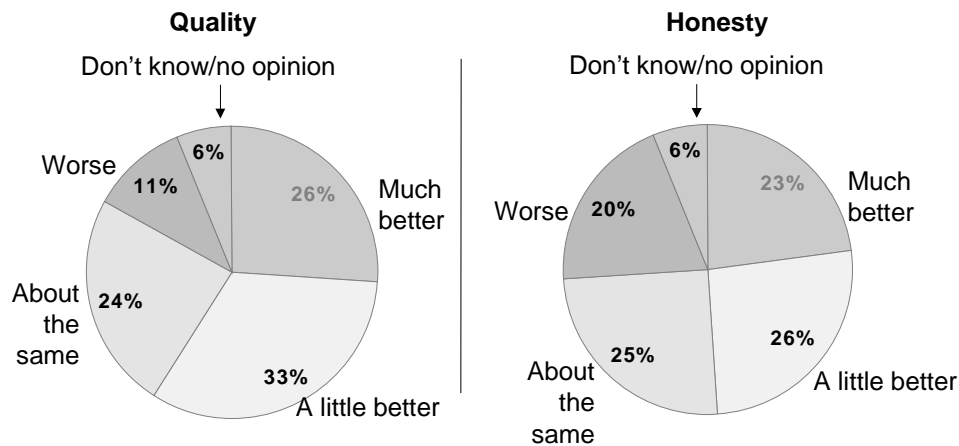 Quality
Don't know/no opinion
Worse
6%
11%
26%
Much
better
About
the
same
24%
33%
A little better
Honesty
Don't know/no opinion
Worse
6%
20%
23%
Much
better
About
the
same
25%
26%
A little better